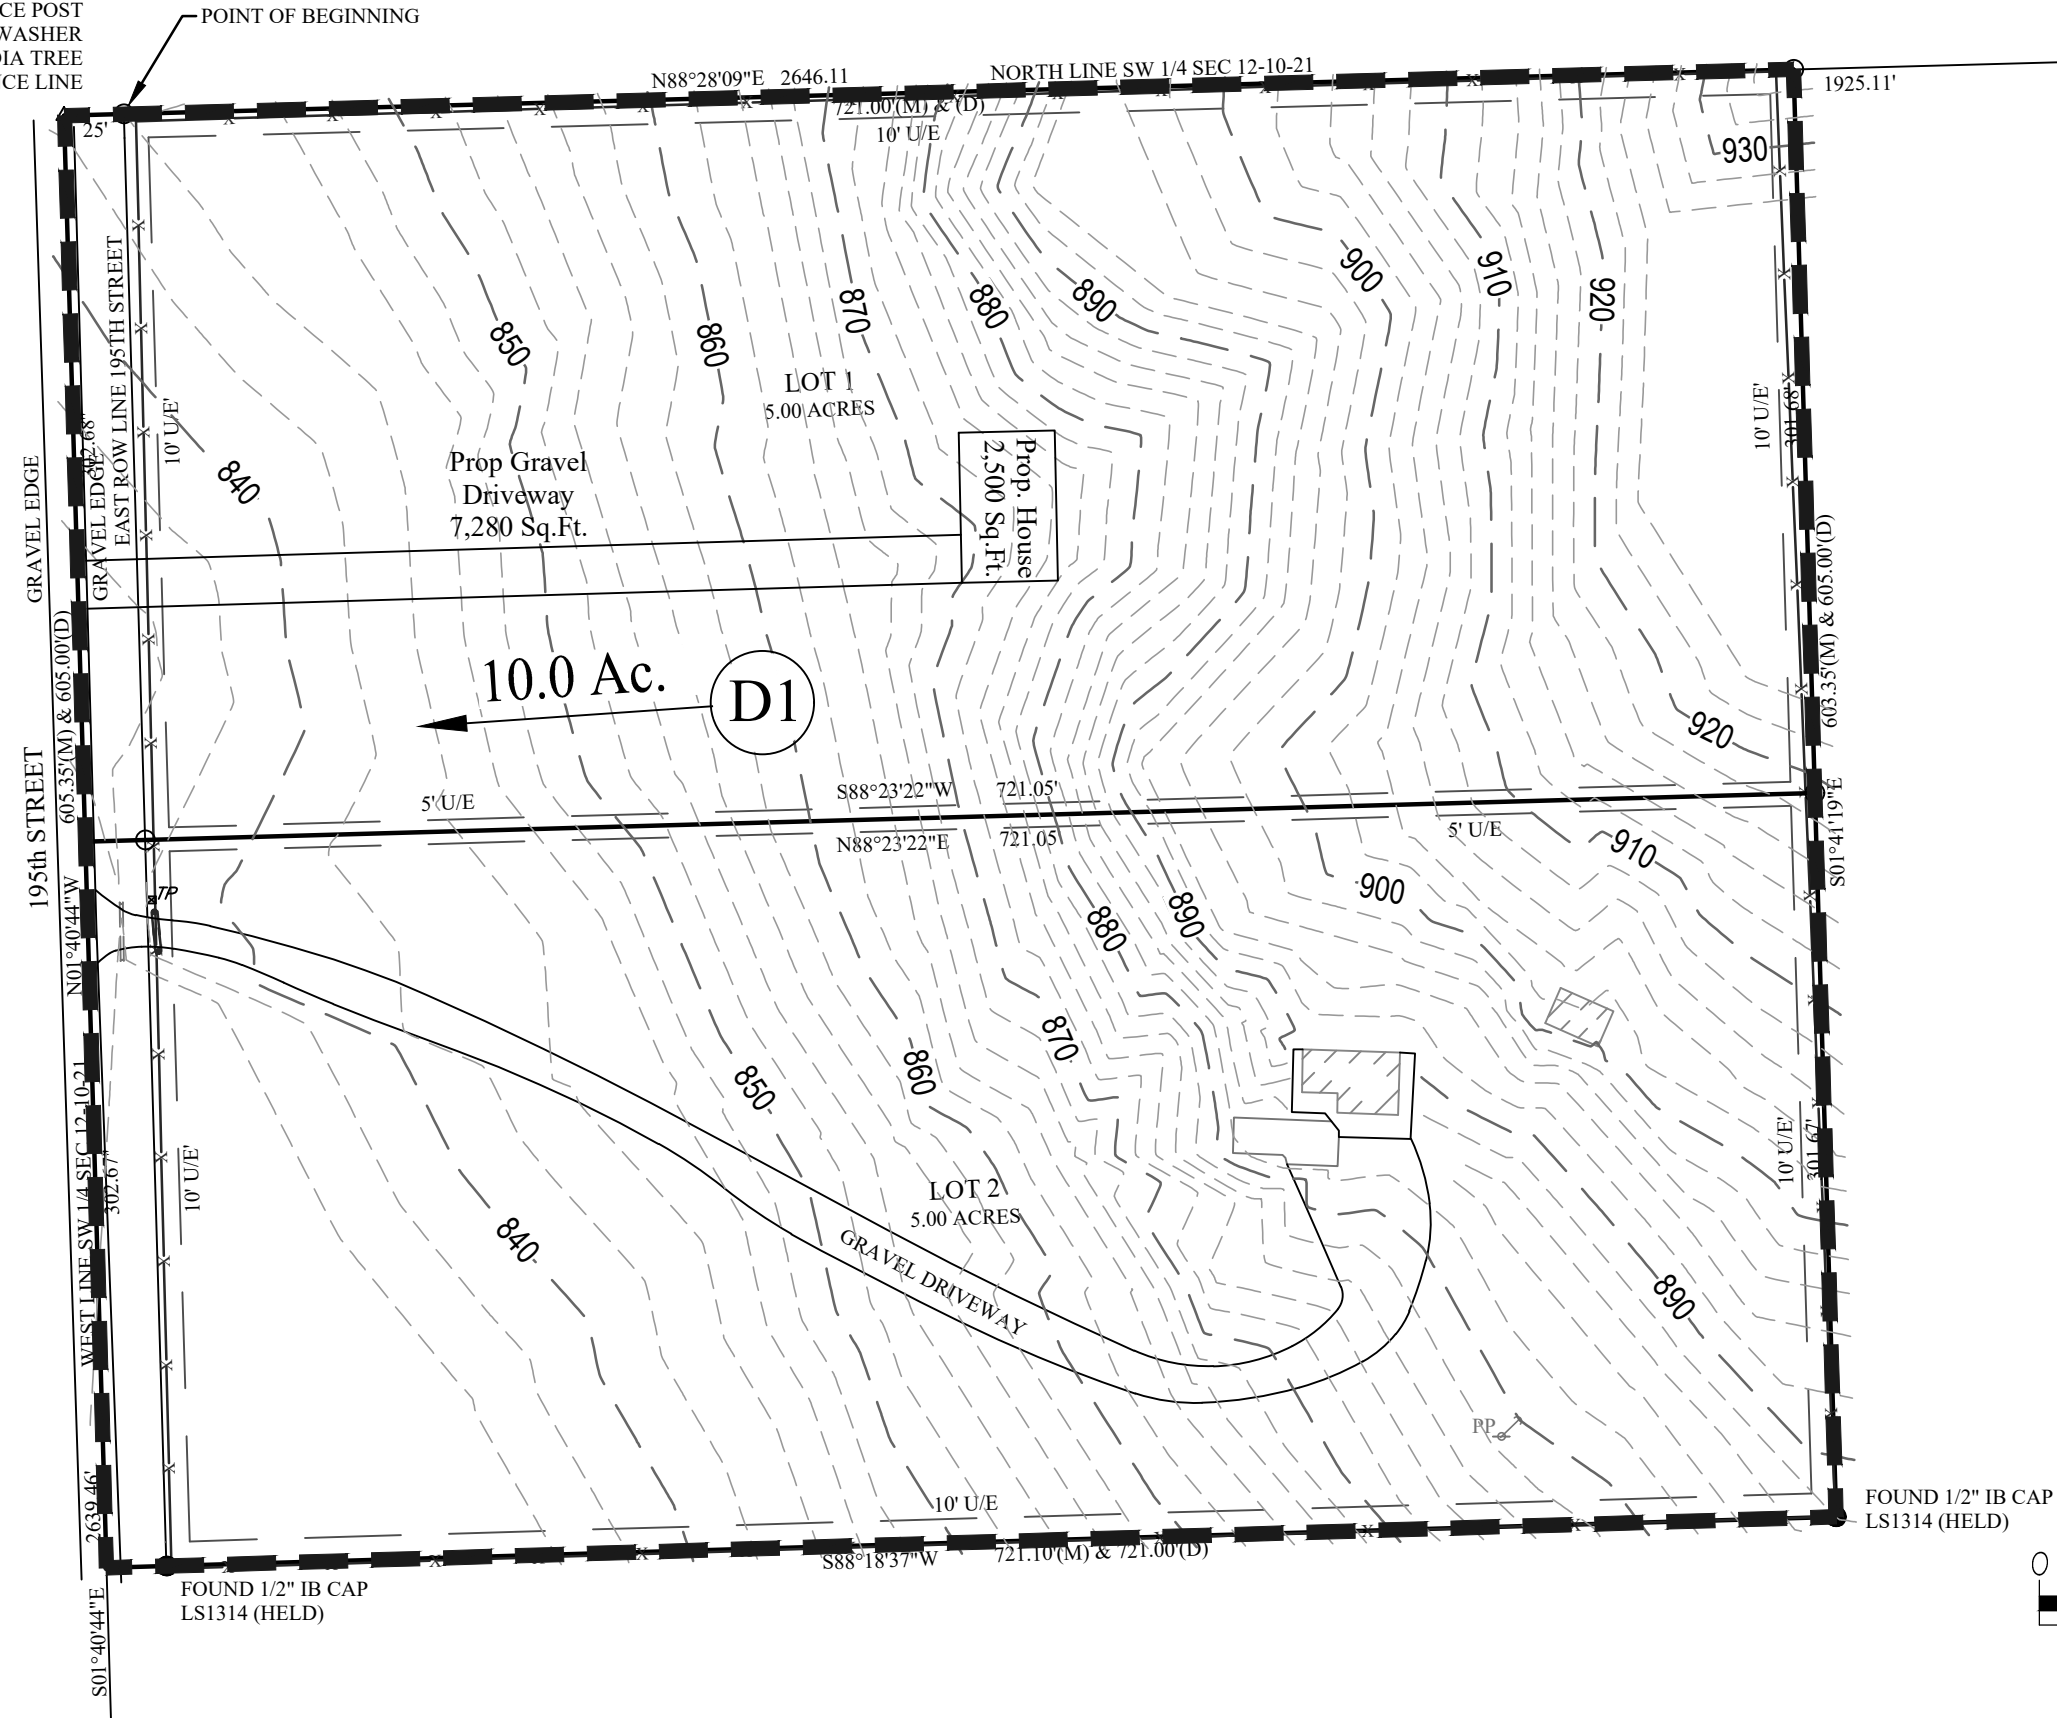 CE POST
WASHER
DIA TREE
NCE LINE
POINT OF BEGINNING
25'
N88°28'09"E 2646.11
NORTH LINE SW 1/4 SEC 12-10-21
721.00'(M) & (D)
10' U/E
1925.11'
930
900
910
920
890
880
870
860
850
840
LOT 1
5.00 ACRES
Prop Gravel
Driveway
7,280 Sq.Ft.
Prop. House
2,500 Sq.Ft.
10.0 Ac.
D1
GRAVEL EDGE
GRAVEL EDGE
EAST ROW LINE 195TH STREET
302.68"
10' U/E'
10' U/E'
301.68"
605.35'(M) & 605.00'(D)
603.35'(M) & 605.00'(D)
195th STREET
920
5' U/E
S88°23'22"W 721.05'
N88°23'22"E 721.05'
5' U/E
910
900
890
880
870
860
850
840
890
S01°41'19"E
N01°40'44"W
TP
WEST LINE SW 1/4 SEC 12-10-21
302.67'
10' U/E'
10' U/E'
301.67'
LOT 2
5.00 ACRES
GRAVEL DRIVEWAY
PP
2639.46'
10' U/E
S88°18'37"W 721.10'(M) & 721.00'(D)
FOUND 1/2" IB CAP
LS1314 (HELD)
FOUND 1/2" IB CAP
LS1314 (HELD)
S01°40'44"E